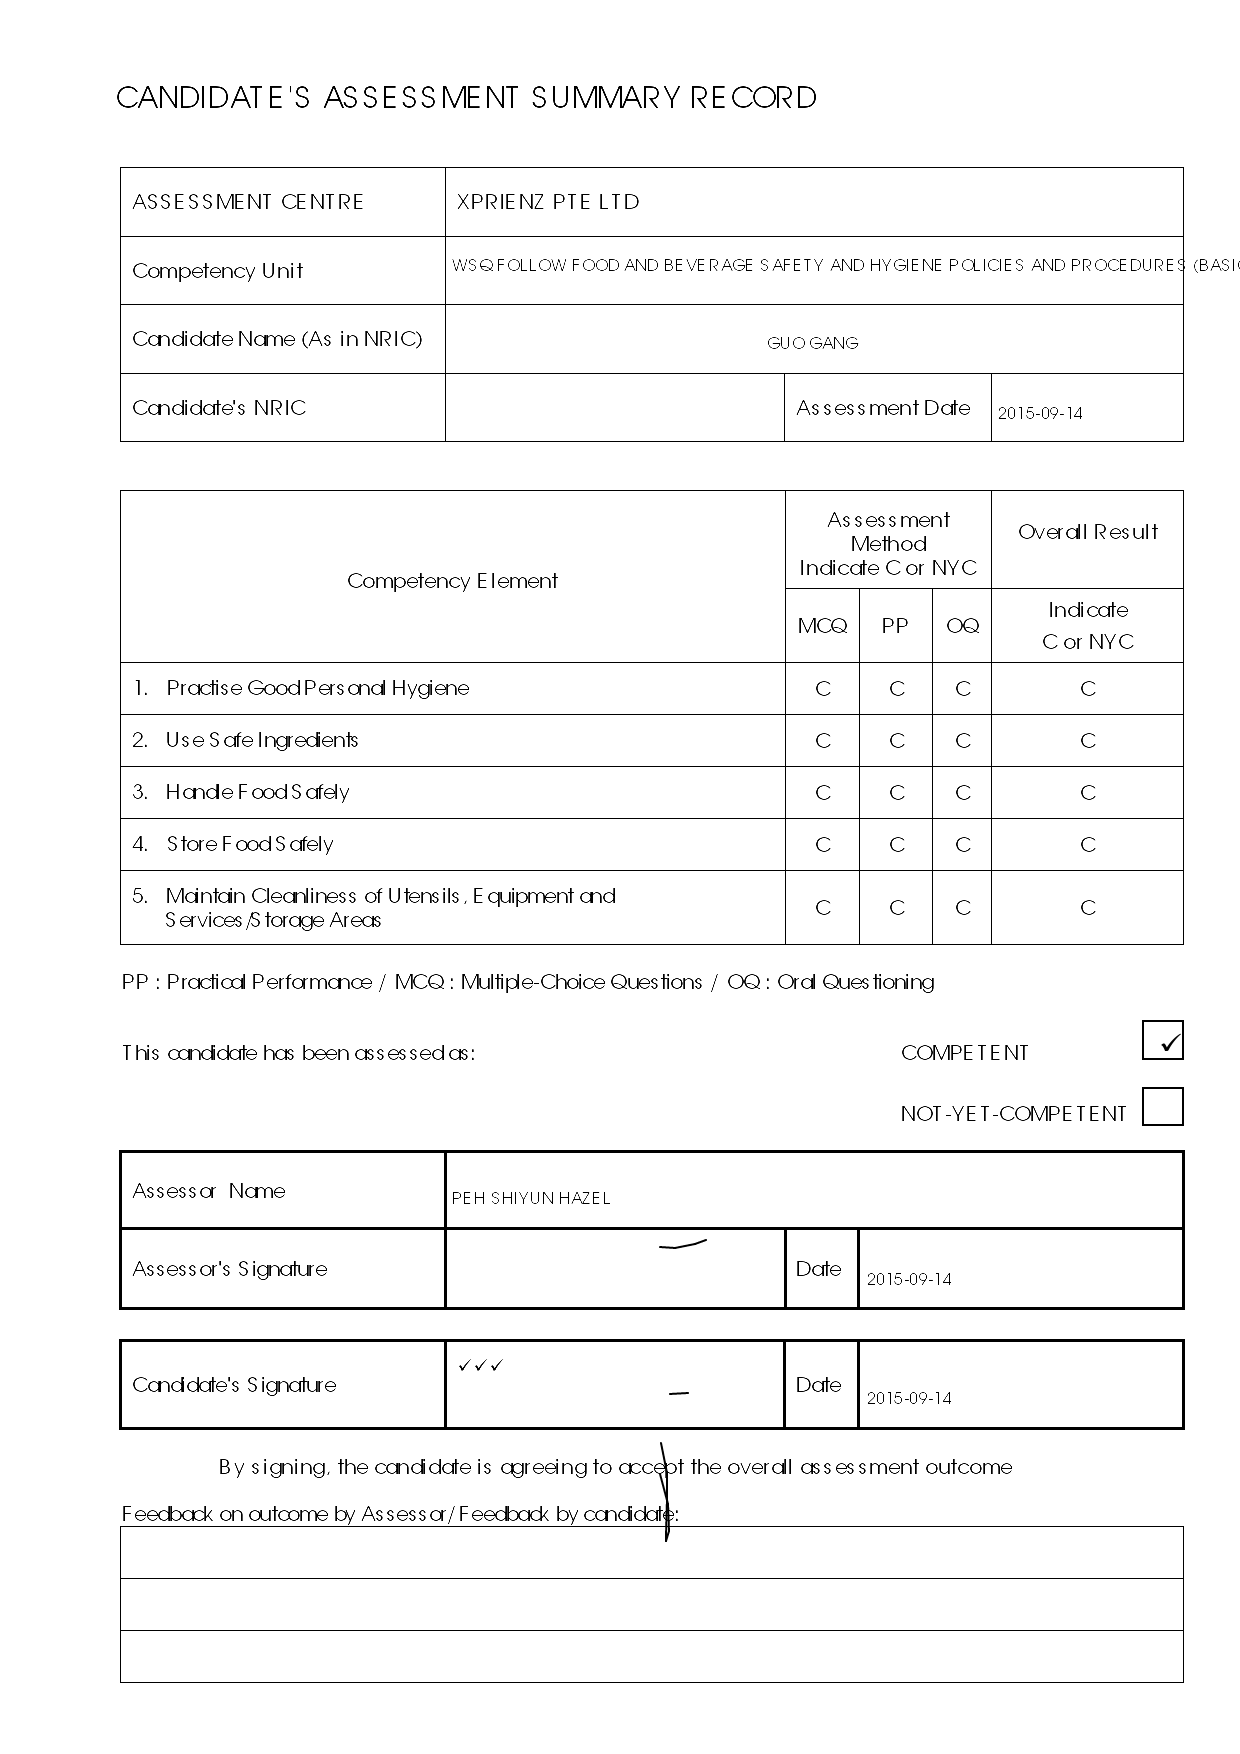 CANDIDATE'S ASSESSMENT SUMMARY RECORD
ASSESSMENT CENTRE XPRIENZ PTE LTD
Competency Unit WSQ FOLLOW FOOD AND BEVERAGE SAFETY AND HYGIENE POLICIES AND PROCEDURES (BASIC
Candidate Name (As in NRIC) GUO GANG
Candidate's NRIC Assessment Date 2015-09-14
Competency Element
Assessment
Method
Indicate C or NYC
Overall Result
MCQ PP OQ
Indicate
C or NYC
1. Practise Good Personal Hygiene C C C C
2. Use Safe Ingredients C C C C
3. Handle Food Safely C C C C
4. Store Food Safely C C C C
5. Maintain Cleanliness of Utensils, Equipment and
Services/Storage Areas C C C C
PP : Practical Performance / MCQ : Multiple-Choice Questions / OQ : Oral Questioning
This candidate has been assessed as: COMPETENT ✓
NOT-YET-COMPETENT
Assessor Name PEH SHIYUN HAZEL
Assessor's Signature Date 2015-09-14
Candidate's Signature ✓✓✓ Date 2015-09-14
By signing, the candidate is agreeing to accept the overall assessment outcome
Feedback on outcome by Assessor/Feedback by candidate: